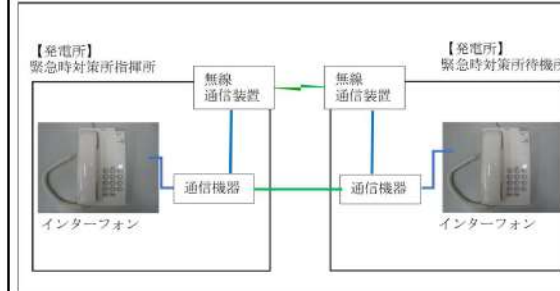 【発電所】
緊急時対策所指揮所
【発電所】
緊急時対策所待機所
無線
通信装置
無線
通信装置
通信機器
通信機器
インターフォン
インターフォン